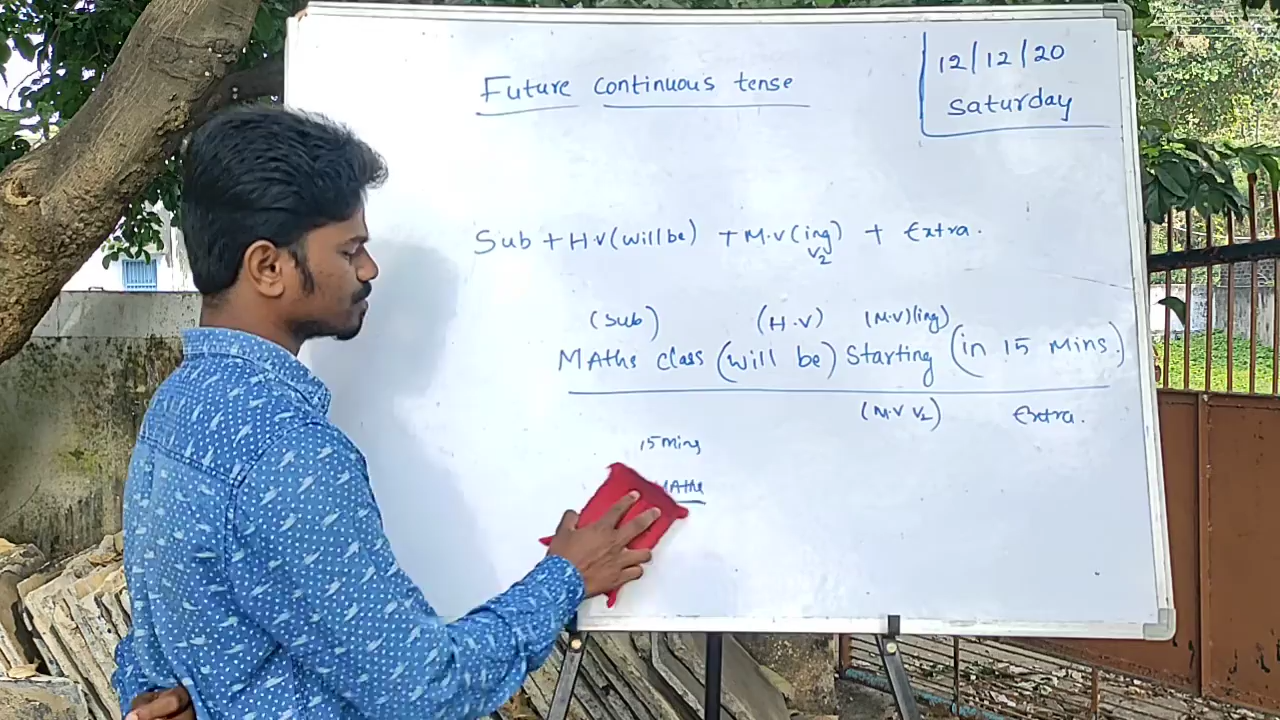 12/12/20
Saturday
Future continuous tense
Sub + H.V (will be) + M.V (ing) + Extra.
V2
(Sub) (H.V) (M.V) (ing)
MAths class (will be) Starting (in 15 Mins.)
(M.V V2) Extra.
15 Mins
MAths